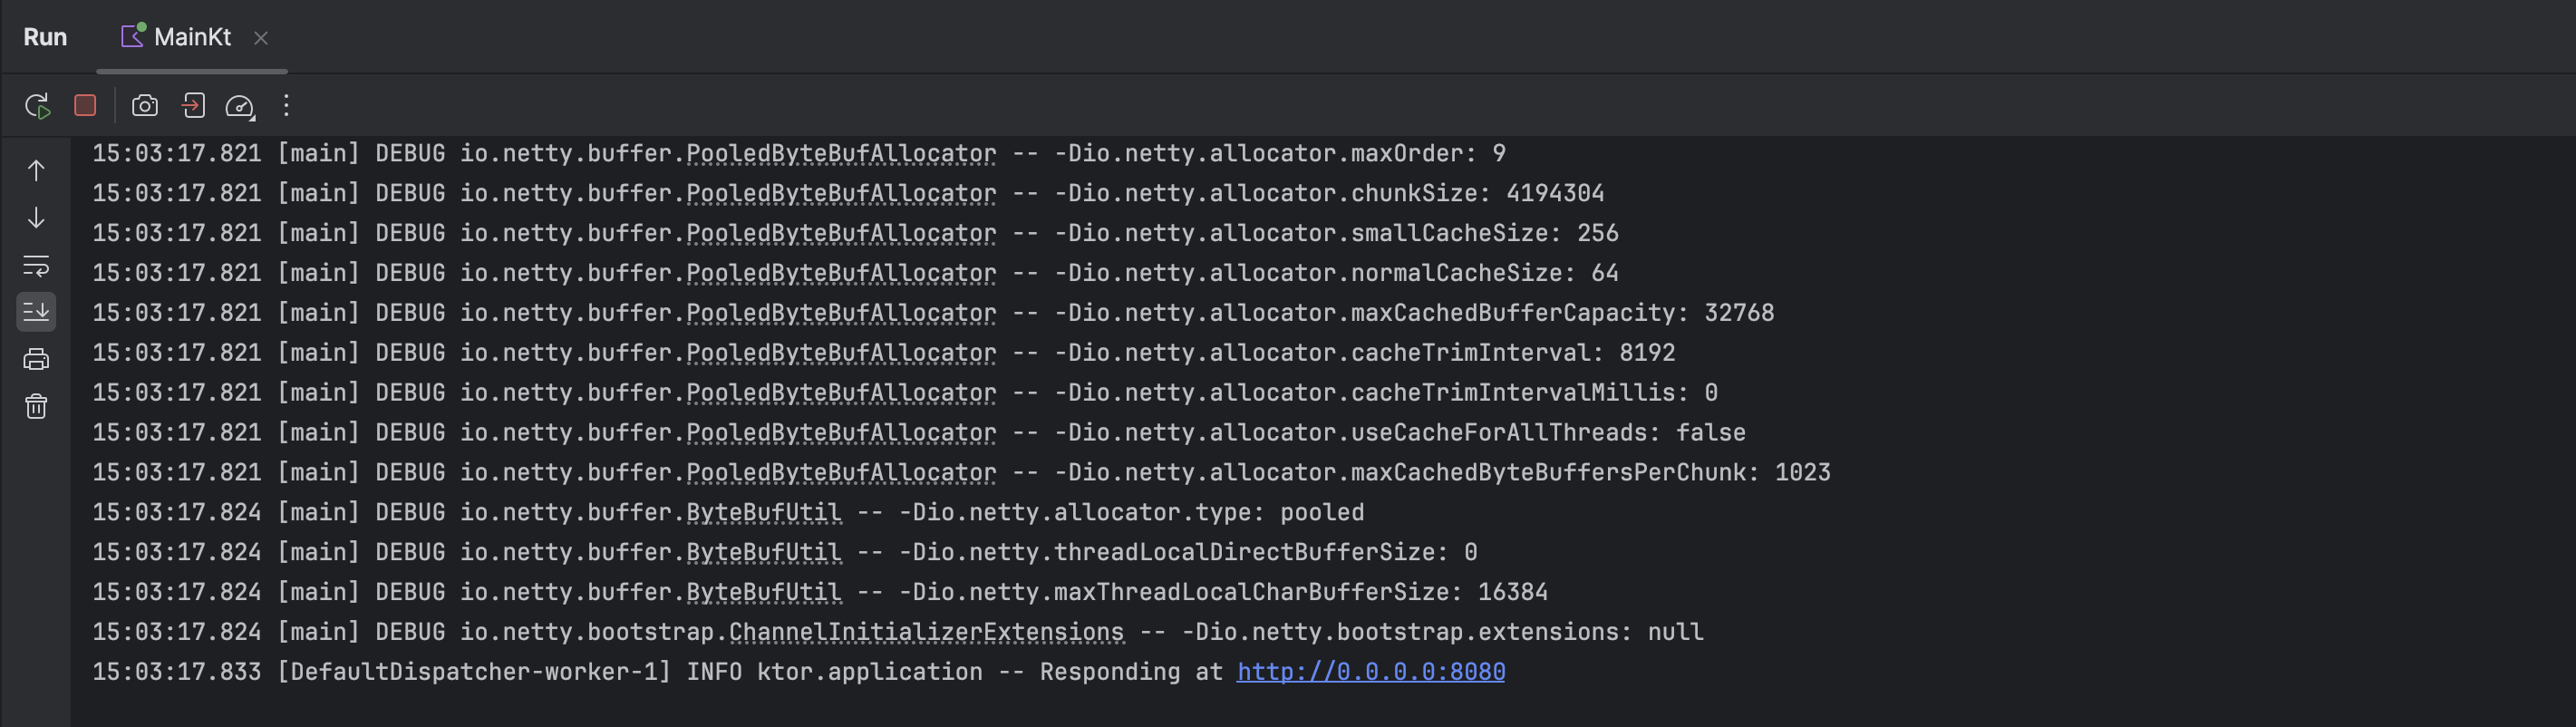 Run MainKt
15:03:17.821 [main] DEBUG io.netty.buffer.PooledByteBufAllocator -- -Dio.netty.allocator.maxOrder: 9
15:03:17.821 [main] DEBUG io.netty.buffer.PooledByteBufAllocator -- -Dio.netty.allocator.chunkSize: 4194304
15:03:17.821 [main] DEBUG io.netty.buffer.PooledByteBufAllocator -- -Dio.netty.allocator.smallCacheSize: 256
15:03:17.821 [main] DEBUG io.netty.buffer.PooledByteBufAllocator -- -Dio.netty.allocator.normalCacheSize: 64
15:03:17.821 [main] DEBUG io.netty.buffer.PooledByteBufAllocator -- -Dio.netty.allocator.maxCachedBufferCapacity: 32768
15:03:17.821 [main] DEBUG io.netty.buffer.PooledByteBufAllocator -- -Dio.netty.allocator.cacheTrimInterval: 8192
15:03:17.821 [main] DEBUG io.netty.buffer.PooledByteBufAllocator -- -Dio.netty.allocator.cacheTrimIntervalMillis: 0
15:03:17.821 [main] DEBUG io.netty.buffer.PooledByteBufAllocator -- -Dio.netty.allocator.useCacheForAllThreads: false
15:03:17.821 [main] DEBUG io.netty.buffer.PooledByteBufAllocator -- -Dio.netty.allocator.maxCachedByteBuffersPerChunk: 1023
15:03:17.824 [main] DEBUG io.netty.buffer.ByteBufUtil -- -Dio.netty.allocator.type: pooled
15:03:17.824 [main] DEBUG io.netty.buffer.ByteBufUtil -- -Dio.netty.threadLocalDirectBufferSize: 0
15:03:17.824 [main] DEBUG io.netty.buffer.ByteBufUtil -- -Dio.netty.maxThreadLocalCharBufferSize: 16384
15:03:17.824 [main] DEBUG io.netty.bootstrap.ChannelInitializerExtensions -- -Dio.netty.bootstrap.extensions: null
15:03:17.833 [DefaultDispatcher-worker-1] INFO ktor.application -- Responding at http://0.0.0.0:8080